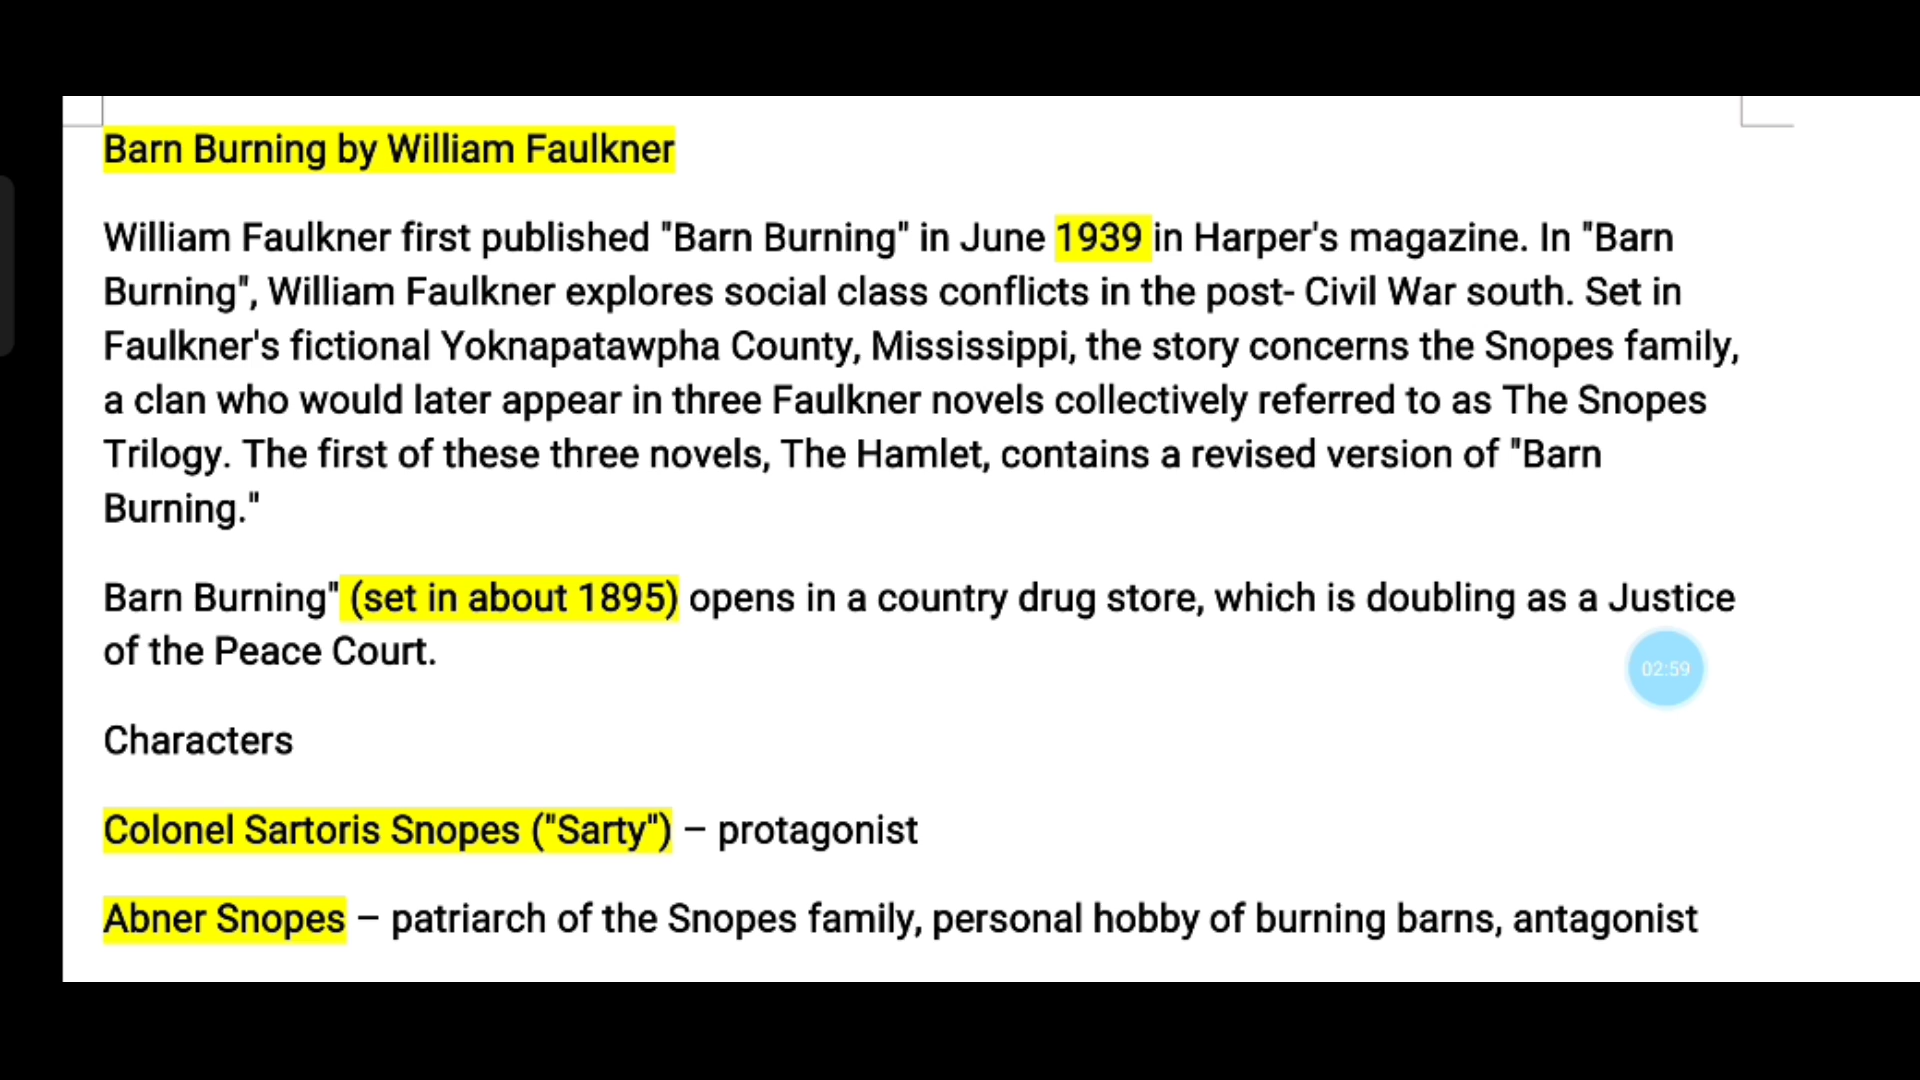 Barn Burning by William Faulkner
William Faulkner first published "Barn Burning" in June 1939 in Harper's magazine. In "Barn
Burning", William Faulkner explores social class conflicts in the post- Civil War south. Set in
Faulkner's fictional Yoknapatawpha County, Mississippi, the story concerns the Snopes family,
a clan who would later appear in three Faulkner novels collectively referred to as The Snopes
Trilogy. The first of these three novels, The Hamlet, contains a revised version of "Barn
Burning."
Barn Burning" (set in about 1895) opens in a country drug store, which is doubling as a Justice
of the Peace Court.
02:59
Characters
Colonel Sartoris Snopes ("Sarty") – protagonist
Abner Snopes – patriarch of the Snopes family, personal hobby of burning barns, antagonist